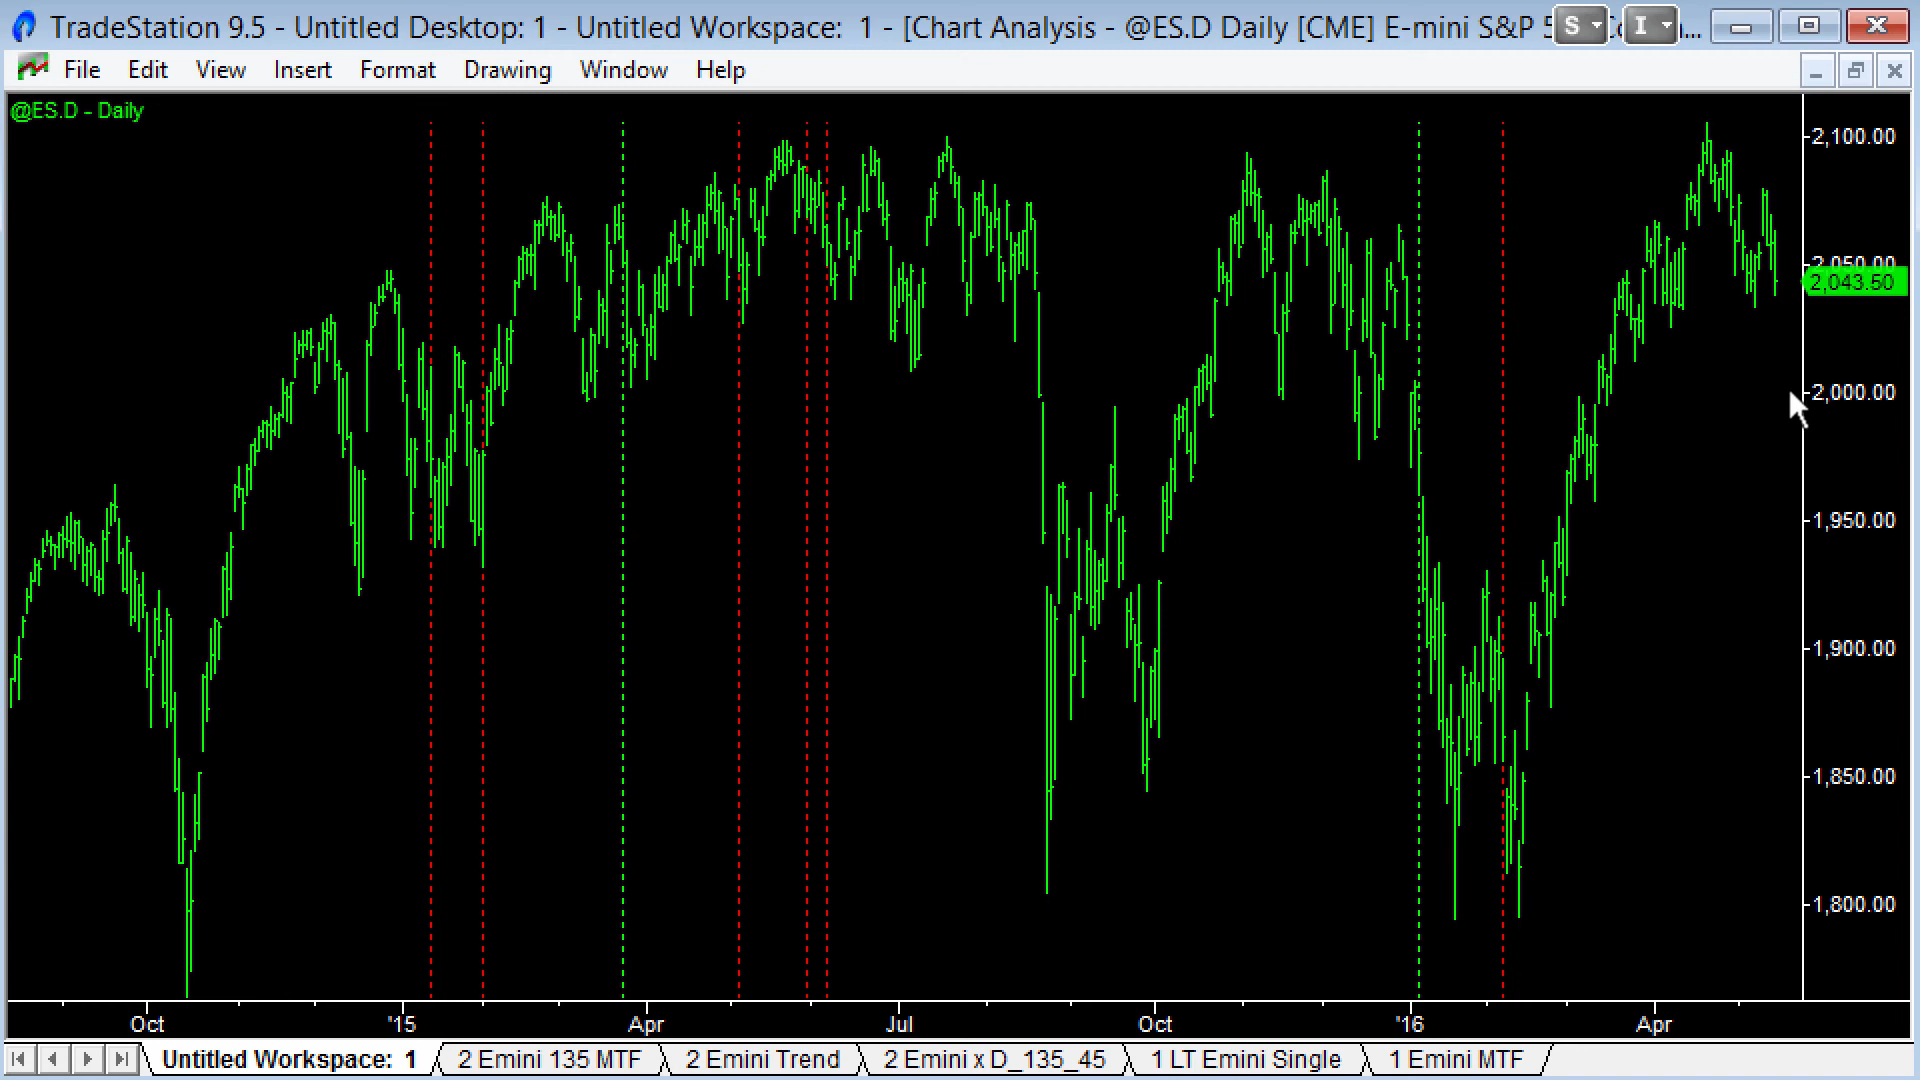 TradeStation 9.5 - Untitled Desktop: 1 - Untitled Workspace: 1 - [Chart Analysis - @ES.D Daily [CME] E-mini S&P
S I
File Edit View Insert Format Drawing Window Help
@ES.D - Daily
2,100.00
2,050.00
2,043.50
2,000.00
1,950.00
1,900.00
1,850.00
1,800.00
Oct '15 Apr Jul Oct '16 Apr
Untitled Workspace: 1 2 Emini 135 MTF 2 Emini Trend 2 Emini x D_135_45 1 LT Emini Single 1 Emini MTF